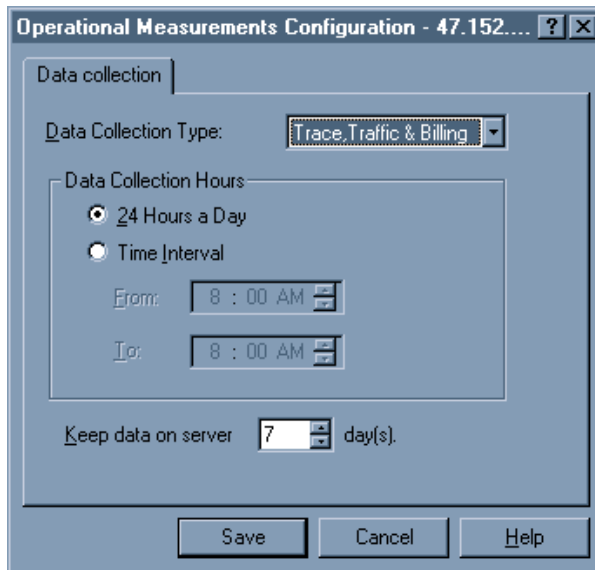 Operational Measurements Configuration - 47.152....
Data collection
Data Collection Type: Trace,Traffic & Billing
Data Collection Hours
24 Hours a Day
Time Interval
From: 8 : 00 AM
To: 8 : 00 AM
Keep data on server 7 day(s).
Save Cancel Help